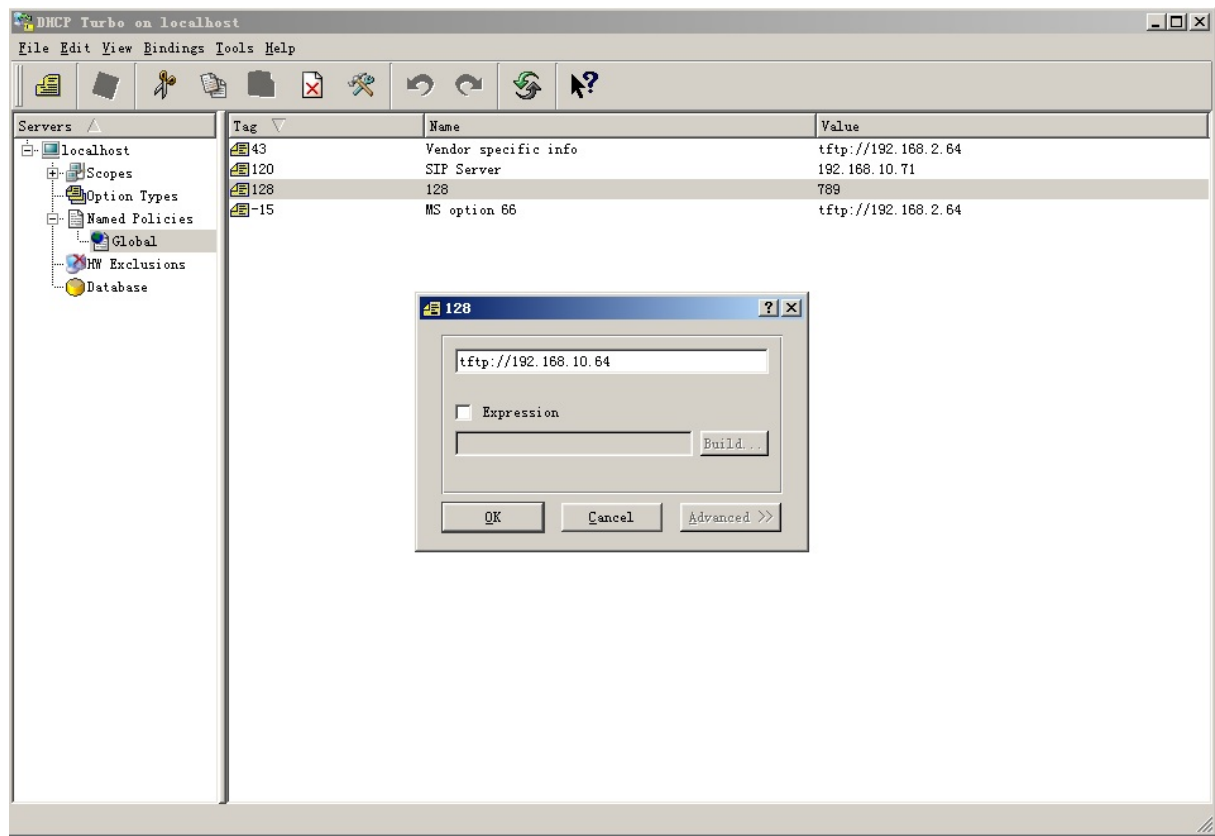 DHCP Turbo on localhost
File Edit View Bindings Tools Help
Servers
Tag Name Value
localhost
43 Vendor specific info tftp://192.168.2.64
Scopes
120 SIP Server 192.168.10.71
Option Types
128 128 789
Named Policies
-15 MS option 66 tftp://192.168.2.64
Global
HW Exclusions
Database
128
tftp://192.168.10.64
Expression
Build...
OK Cancel Advanced >>